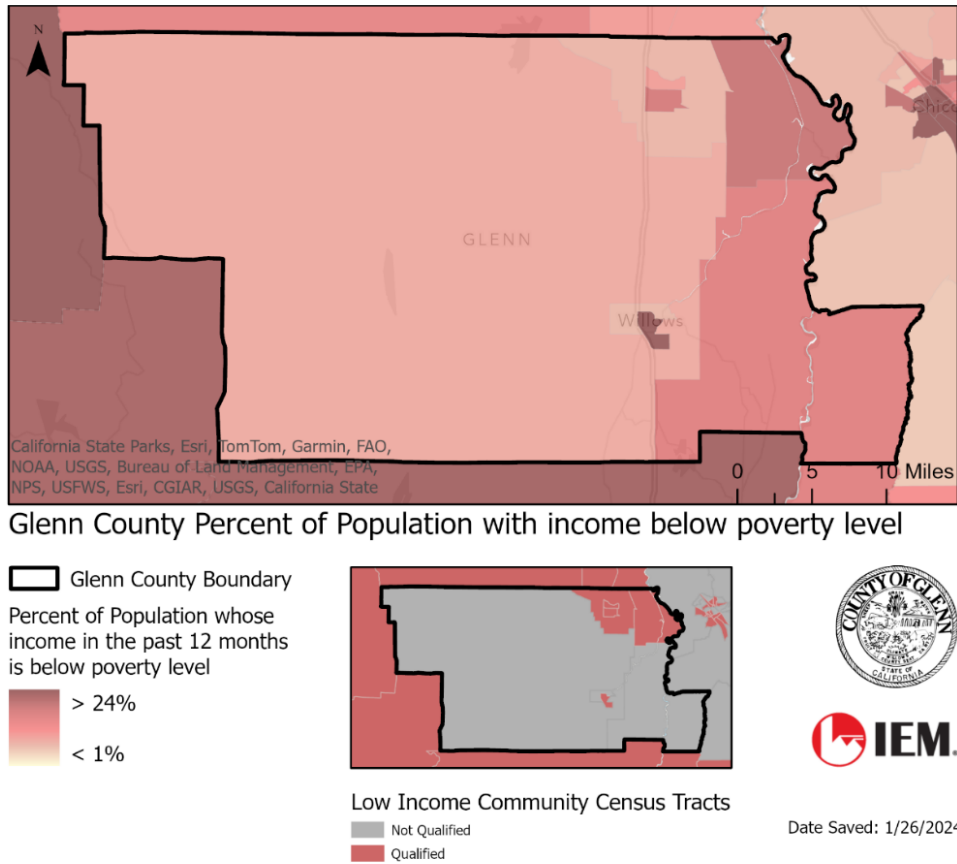 N
Chico
GLENN
Willows
California State Parks, Esri, TomTom, Garmin, FAO,
NOAA, USGS, Bureau of Land Management, EPA,
NPS, USFWS, Esri, CGIAR, USGS, California State
0 5 10 Miles
Glenn County Percent of Population with income below poverty level
Glenn County Boundary
Percent of Population whose
income in the past 12 months
is below poverty level
> 24%
< 1%
Low Income Community Census Tracts
Not Qualified
Qualified
COUNTY OF GLENN
STATE OF
CALIFORNIA
IEM.
Date Saved: 1/26/2024